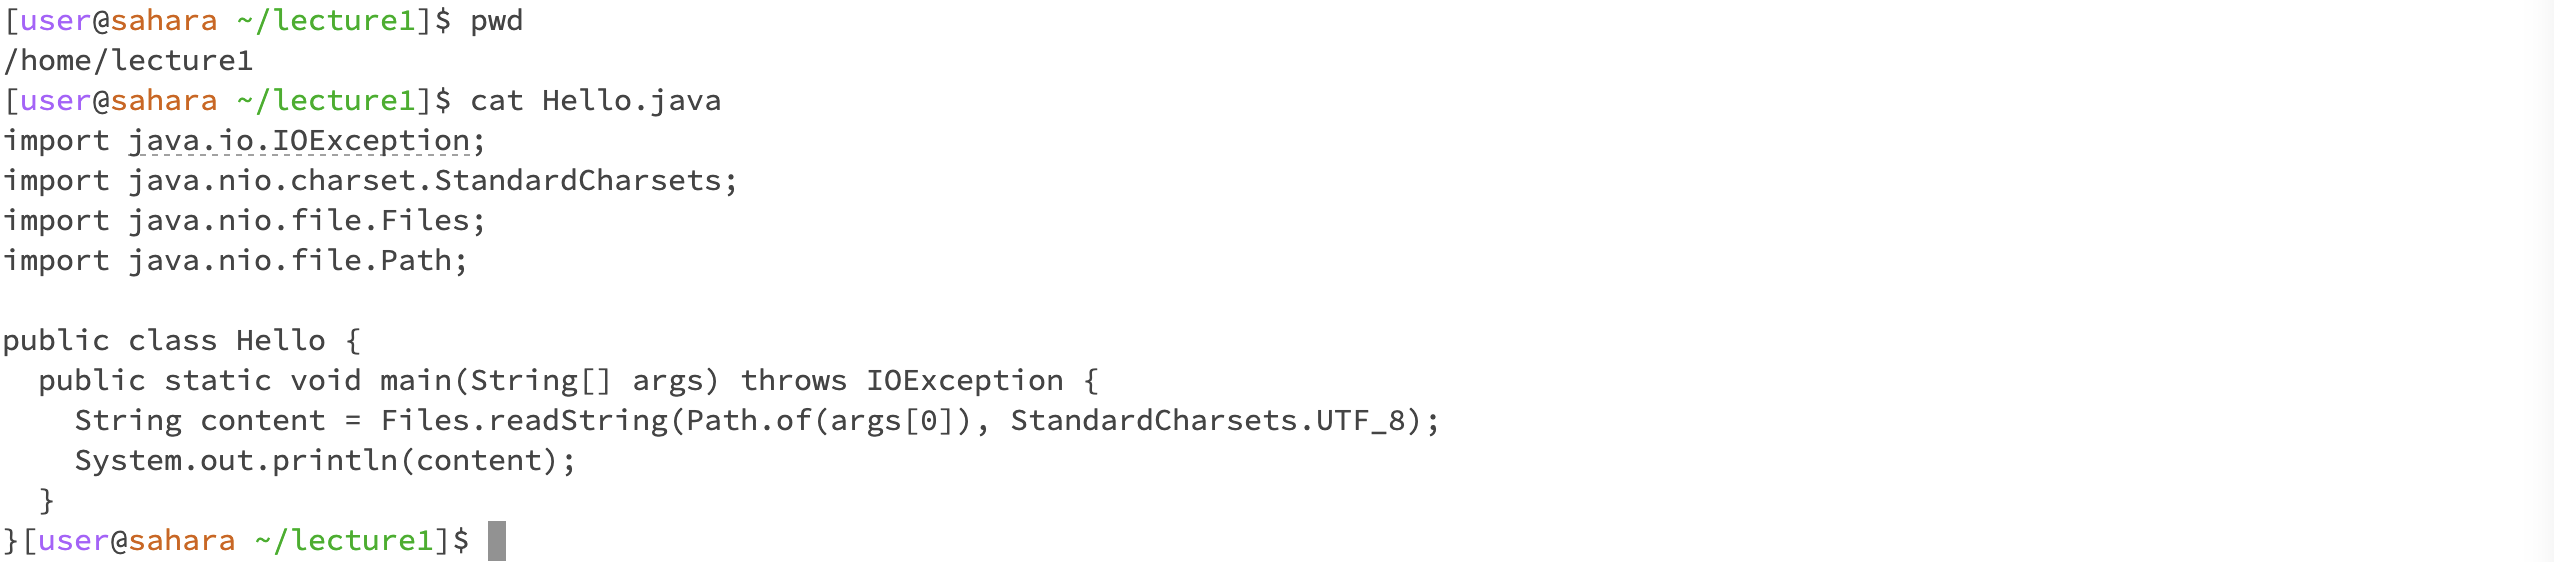 [user@sahara ~/lecture1]$ pwd
/home/lecture1
[user@sahara ~/lecture1]$ cat Hello.java
import java.io.IOException;
import java.nio.charset.StandardCharsets;
import java.nio.file.Files;
import java.nio.file.Path;

public class Hello {
  public static void main(String[] args) throws IOException {
    String content = Files.readString(Path.of(args[0]), StandardCharsets.UTF_8);
    System.out.println(content);
  }
}[user@sahara ~/lecture1]$